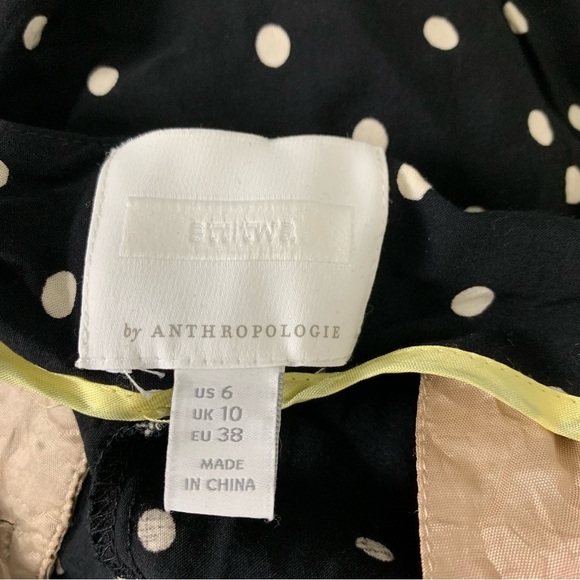 by ANTHROPOLOGIE
US 6
UK 10
EU 38
MADE
IN CHINA